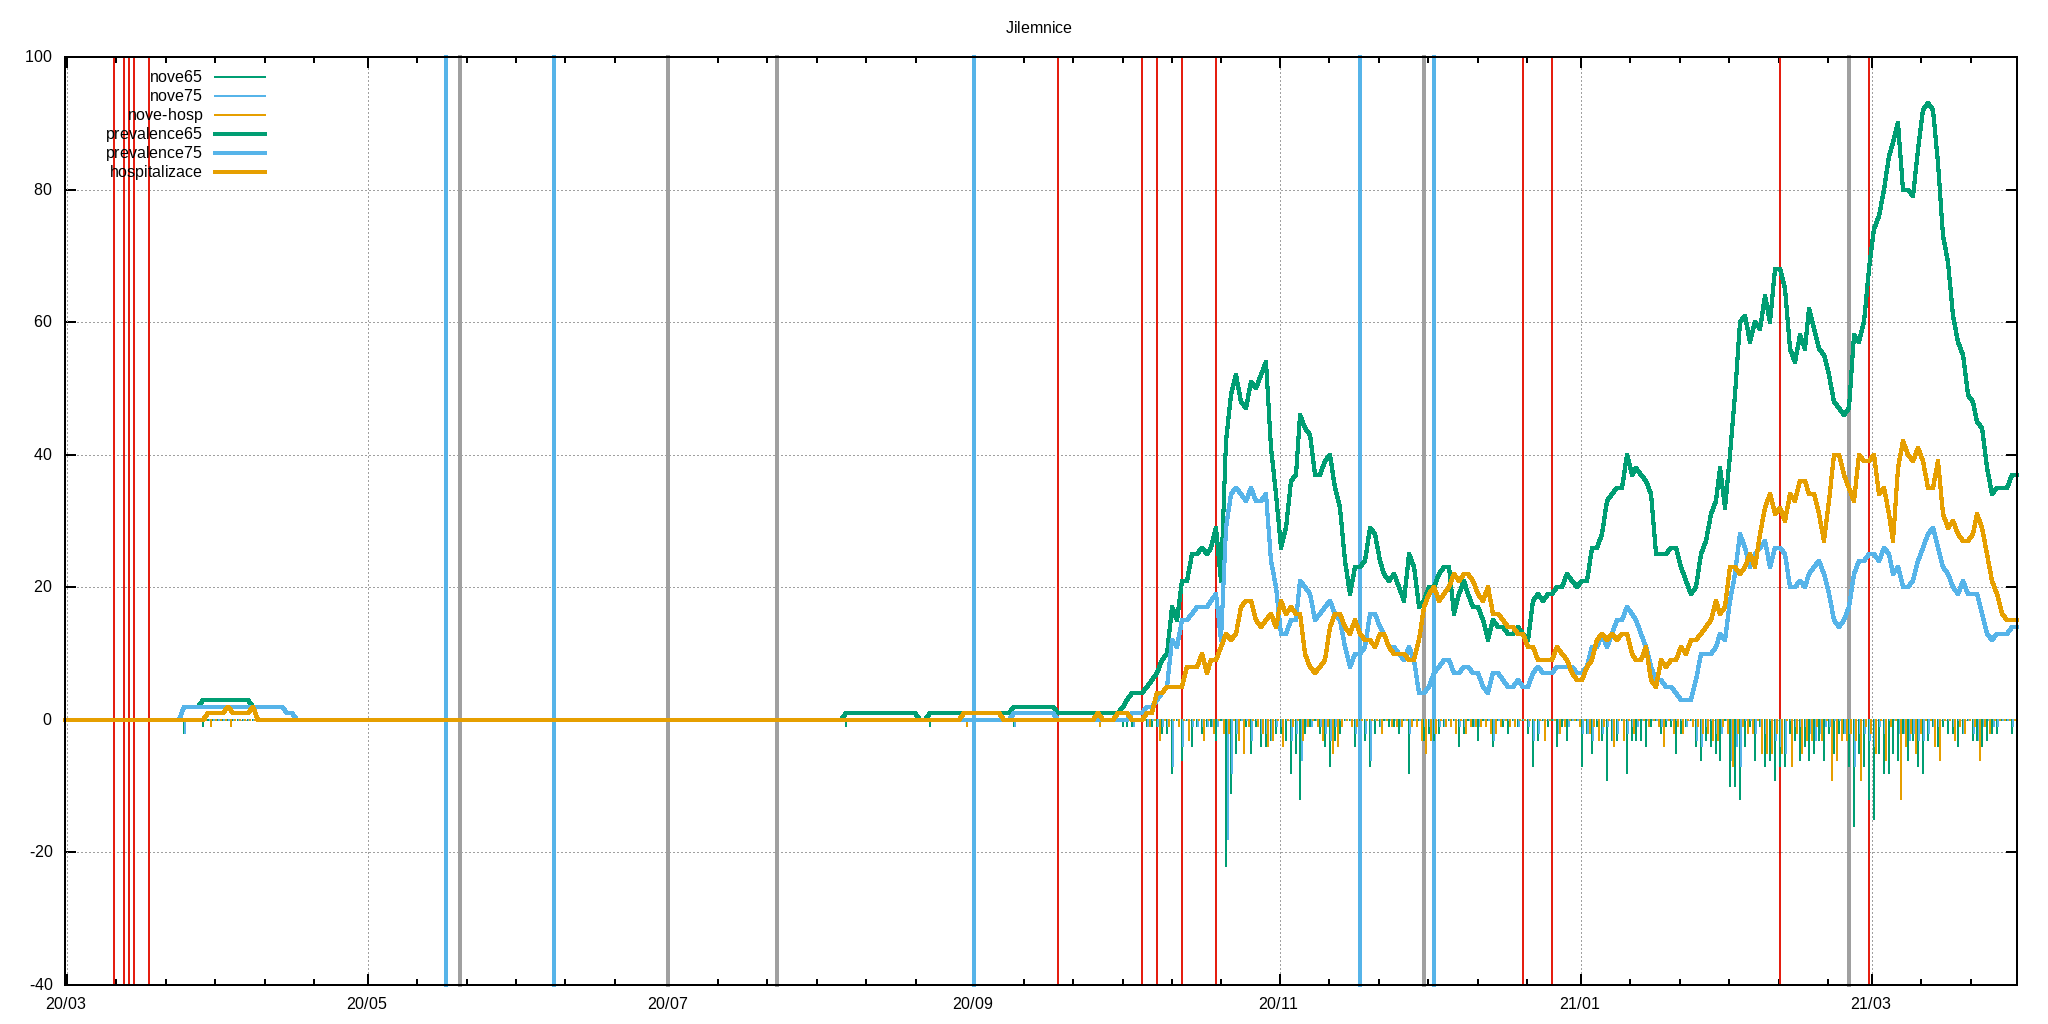 Jilemnice
100
nove65
nove75
nove-hosp
prevalence65
prevalence75
hospitalizace
80
60
40
20
0
-20
-40
20/03 20/05 20/07 20/09 20/11 21/01 21/03